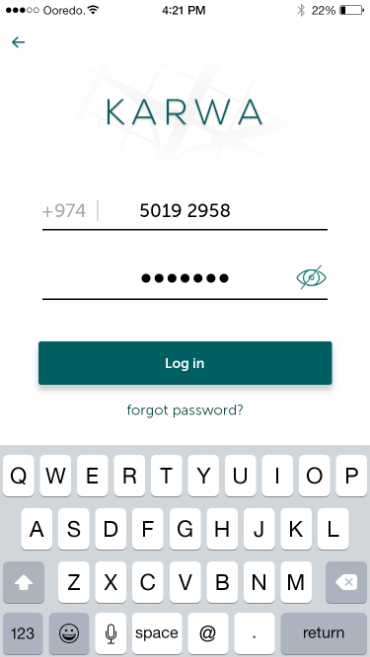 Ooredo. 4:21 PM 22%
KARWA
+974 5019 2958
•••••••
Log in
forgot password?
Q W E R T Y U I O P
A S D F G H J K L
Z X C V B N M
123 space @ . return